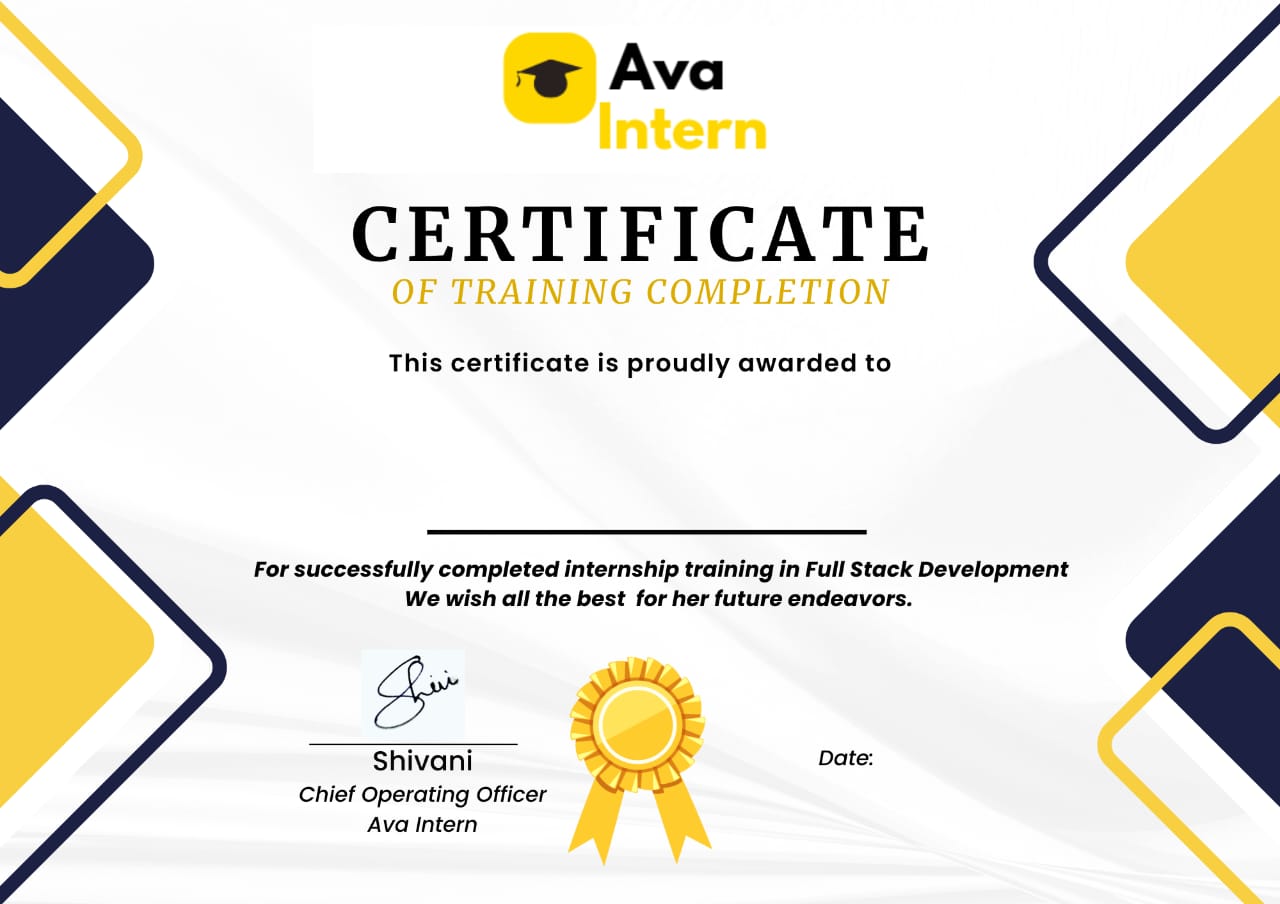 Ava
Intern
CERTIFICATE
OF TRAINING COMPLETION
This certificate is proudly awarded to
For successfully completed internship training in Full Stack Development
We wish all the best  for her future endeavors.
Shivi
Shivani
Chief Operating Officer
Ava Intern
Date: